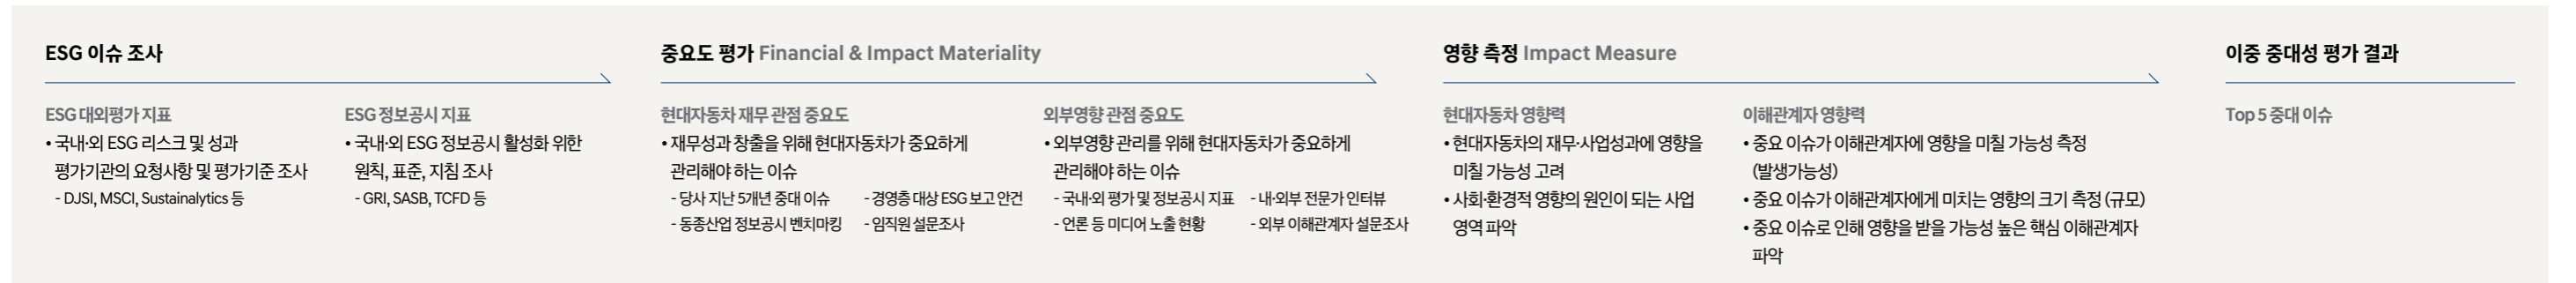 ESG 이슈 조사
ESG 대외평가 지표
• 국내·외 ESG 리스크 및 성과
평가기관의 요청사항 및 평가기준 조사
- DJSI, MSCI, Sustainalytics 등
ESG 정보공시 지표
• 국내·외 ESG 정보공시 활성화 위한
원칙, 표준, 지침 조사
- GRI, SASB, TCFD 등
중요도 평가 Financial & Impact Materiality
현대자동차 재무 관점 중요도
• 재무성과 창출을 위해 현대자동차가 중요하게
관리해야 하는 이슈
- 당사 지난 5개년 중대 이슈
- 동종산업 정보공시 벤치마킹
- 경영층 대상 ESG 보고 안건
- 임직원 설문조사
외부영향 관점 중요도
• 외부영향 관리를 위해 현대자동차가 중요하게
관리해야 하는 이슈
- 국내·외 평가 및 정보공시 지표
- 언론 등 미디어 노출 현황
- 내·외부 전문가 인터뷰
- 외부 이해관계자 설문조사
영향 측정 Impact Measure
현대자동차 영향력
• 현대자동차의 재무·사업성과에 영향을
미칠 가능성 고려
• 사회·환경적 영향의 원인이 되는 사업
영역 파악
이해관계자 영향력
• 중요 이슈가 이해관계자에 영향을 미칠 가능성 측정
(발생가능성)
• 중요 이슈가 이해관계자에게 미치는 영향의 크기 측정 (규모)
• 중요 이슈로 인해 영향을 받을 가능성 높은 핵심 이해관계자
파악
이중 중대성 평가 결과
Top 5 중대 이슈